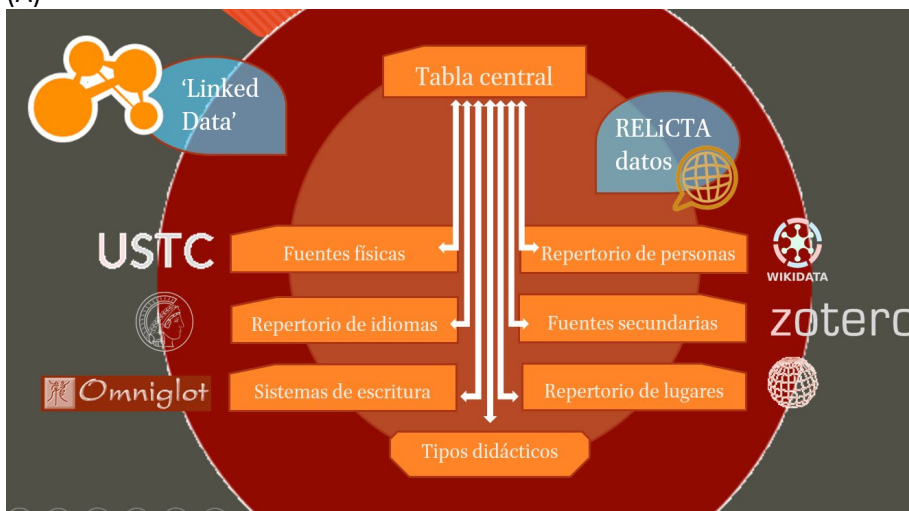 (A)
Tabla central
'Linked
Data'
RELiCTA
datos
USTC
Fuentes físicas
Repertorio de personas
WIKIDATA
Repertorio de idiomas
Fuentes secundarias
zotero
Omniglot
Sistemas de escritura
Repertorio de lugares
Tipos didácticos